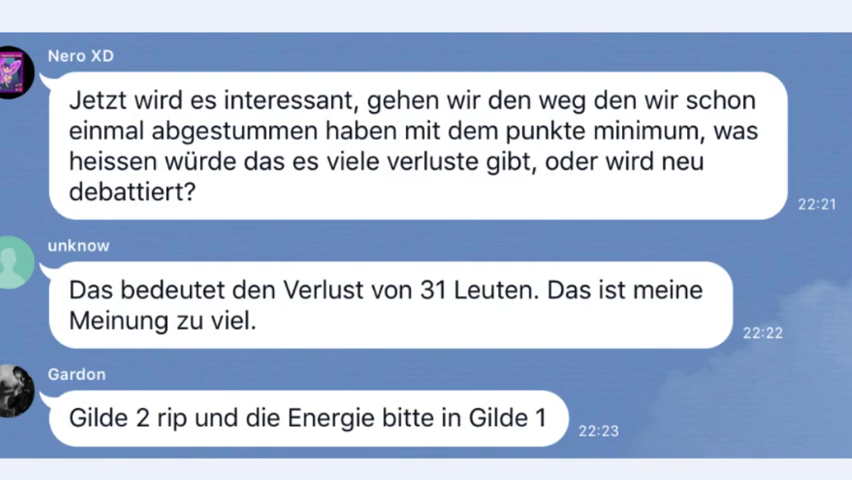 Nero XD
Jetzt wird es interessant, gehen wir den weg den wir schon
einmal abgestummen haben mit dem punkte minimum, was
heissen würde das es viele verluste gibt, oder wird neu
debattiert?
22:21
unknow
Das bedeutet den Verlust von 31 Leuten. Das ist meine
Meinung zu viel.
22:22
Gardon
Gilde 2 rip und die Energie bitte in Gilde 1
22:23